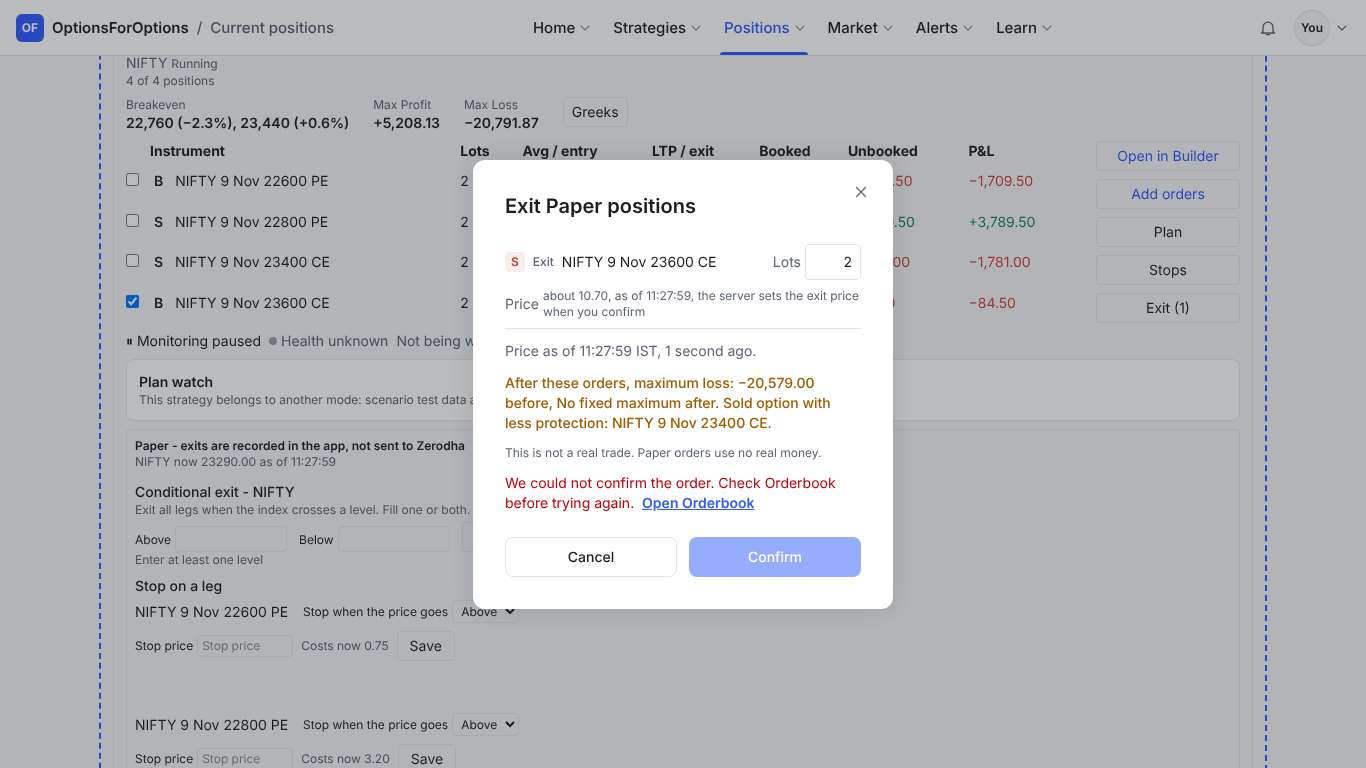 OF OptionsForOptions / Current positions Home Strategies Positions Market Alerts Learn You
NIFTY Running
4 of 4 positions
Breakeven Max Profit Max Loss
22,760 (−2.3%), 23,440 (+0.6%) +5,208.13 −20,791.87 Greeks
Instrument Lots Avg / entry LTP / exit Booked Unbooked P&L
Open in Builder
B NIFTY 9 Nov 22600 PE 2 .50 −1,709.50
Add orders
S NIFTY 9 Nov 22800 PE 2 .50 +3,789.50
Plan
S NIFTY 9 Nov 23400 CE 2 00 −1,781.00
Stops
B NIFTY 9 Nov 23600 CE 2 −84.50
Exit (1)
Monitoring paused Health unknown Not being
Plan watch
This strategy belongs to another mode: scenario test data
Paper - exits are recorded in the app, not sent to Zerodha
NIFTY now 23290.00 as of 11:27:59
Conditional exit - NIFTY
Exit all legs when the index crosses a level. Fill one or both.
Above Below
Enter at least one level
Stop on a leg
NIFTY 9 Nov 22600 PE Stop when the price goes Above
Stop price Stop price Costs now 0.75 Save
NIFTY 9 Nov 22800 PE Stop when the price goes Above
Stop price Stop price Costs now 3.20 Save
Exit Paper positions
S Exit NIFTY 9 Nov 23600 CE Lots 2
Price about 10.70, as of 11:27:59, the server sets the exit price
when you confirm
Price as of 11:27:59 IST, 1 second ago.
After these orders, maximum loss: −20,579.00
before, No fixed maximum after. Sold option with
less protection: NIFTY 9 Nov 23400 CE.
This is not a real trade. Paper orders use no real money.
We could not confirm the order. Check Orderbook
before trying again. Open Orderbook
Cancel Confirm